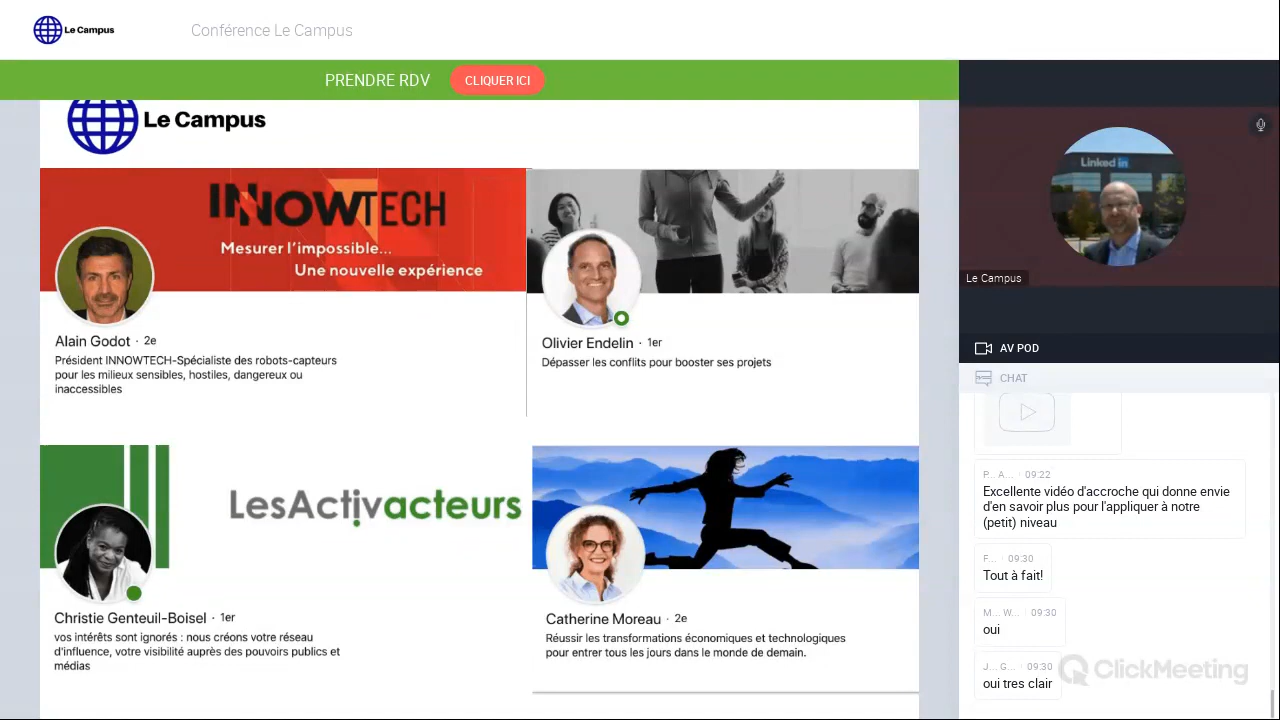 Le Campus
Conférence Le Campus
PRENDRE RDV
CLIQUER ICI
Le Campus
INNOWTECH
Mesurer l'impossible...
Une nouvelle expérience
Alain Godot · 2e
Président INNOWTECH-Spécialiste des robots-capteurs
pour les milieux sensibles, hostiles, dangereux ou
inaccessibles
Olivier Endelin · 1er
Dépasser les conflits pour booster ses projets
LesActivacteurs
Christie Genteuil-Boisel · 1er
vos intérêts sont ignorés : nous créons votre réseau
d'influence, votre visibilité auprès des pouvoirs publics et
médias
Catherine Moreau · 2e
Réussir les transformations économiques et technologiques
pour entrer tous les jours dans le monde de demain.
Linked in
Le Campus
AV POD
CHAT
P... A... · 09:22
Excellente vidéo d'accroche qui donne envie
d'en savoir plus pour l'appliquer à notre
(petit) niveau
F... · 09:30
Tout à fait!
M... W... · 09:30
oui
J... G... · 09:30
oui tres clair
ClickMeeting